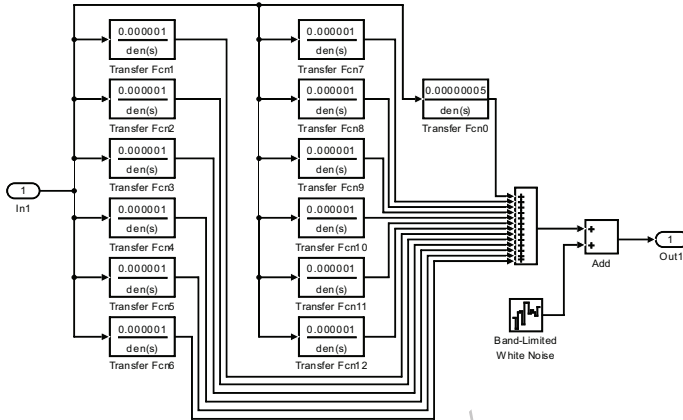 0.000001
den(s)
Transfer Fcn1
0.000001
den(s)
Transfer Fcn2
0.000001
den(s)
Transfer Fcn3
0.000001
den(s)
Transfer Fcn4
0.000001
den(s)
Transfer Fcn5
0.000001
den(s)
Transfer Fcn6
1
In1
0.000001
den(s)
Transfer Fcn7
0.000001
den(s)
Transfer Fcn8
0.000001
den(s)
Transfer Fcn9
0.000001
den(s)
Transfer Fcn10
0.000001
den(s)
Transfer Fcn11
0.000001
den(s)
Transfer Fcn12
0.00000005
den(s)
Transfer Fcn0
Add
1
Out1
Band-Limited
White Noise